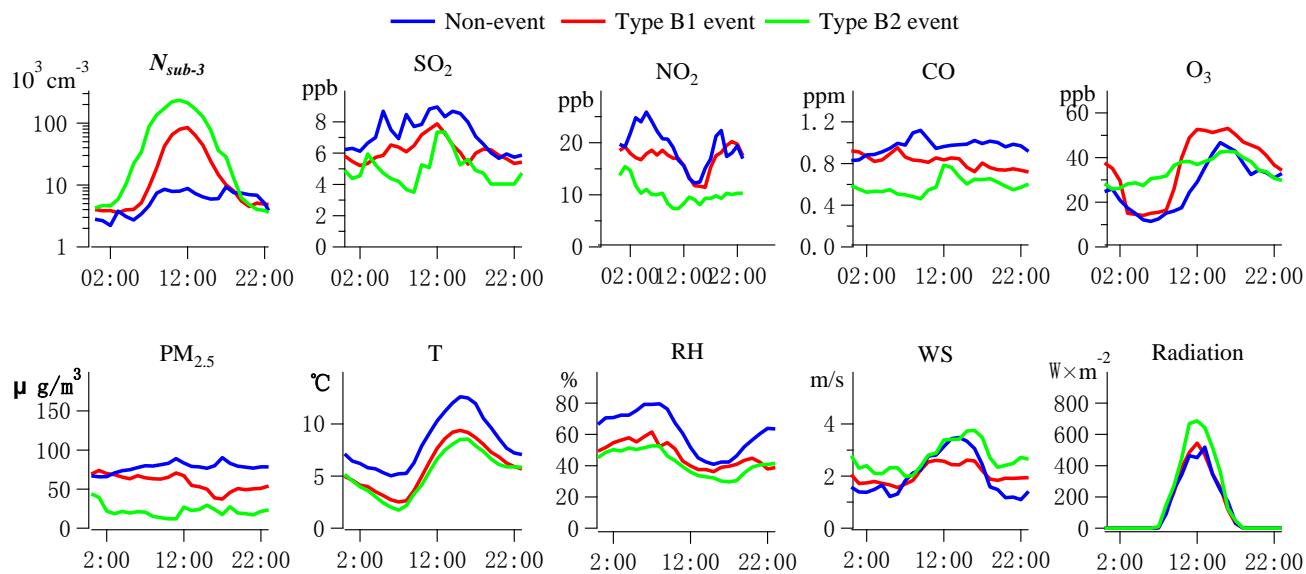 Non-event Type B1 event Type B2 event
N_sub-3
10³ cm⁻³
100
10
1
02:00 12:00 22:00
SO₂
ppb
8
6
4
2
0
02:00 12:00 22:00
NO₂
ppb
20
10
0
02:00 12:00 22:00
CO
ppm
1.2
0.8
0.4
0.0
02:00 12:00 22:00
O₃
ppb
60
40
20
0
02:00 12:00 22:00
PM₂.₅
μ g/m³
150
100
50
0
2:00 12:00 22:00
T
℃
10
5
0
2:00 12:00 22:00
RH
%
80
60
40
20
0
2:00 12:00 22:00
WS
m/s
4
2
0
2:00 12:00 22:00
Radiation
W×m⁻²
800
600
400
200
0
2:00 12:00 22:00